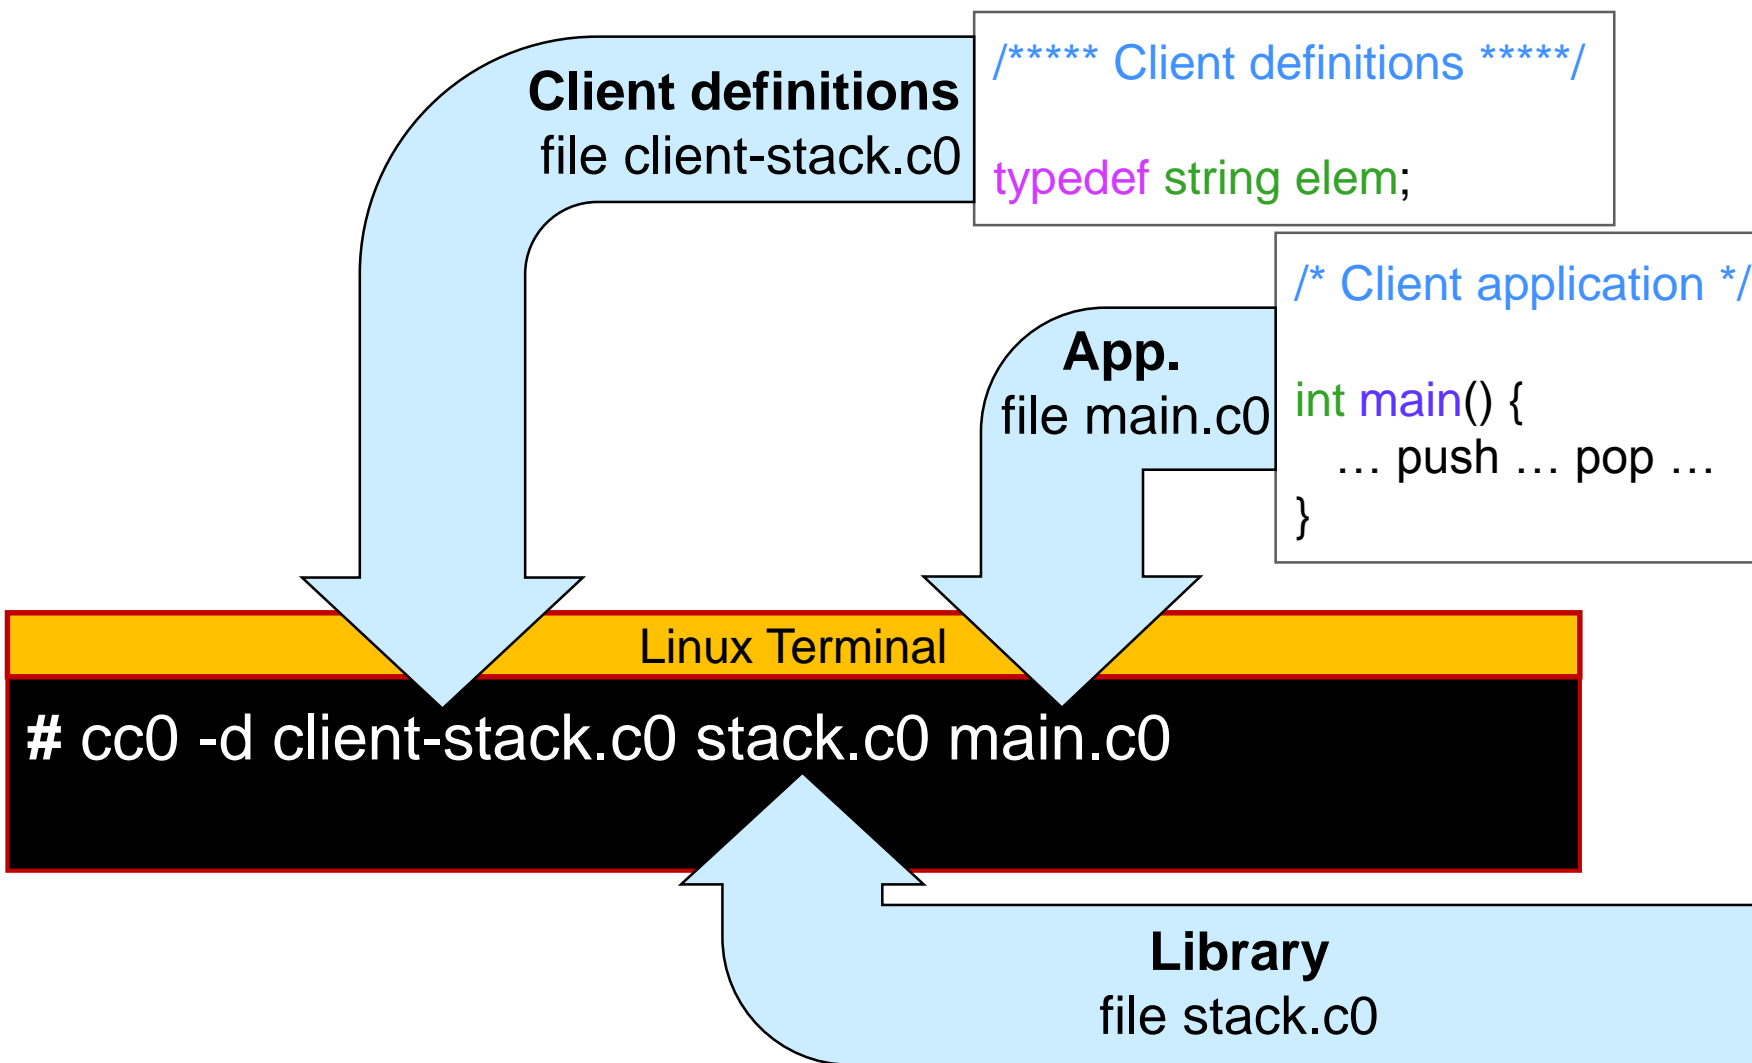 Client definitions
file client-stack.c0
/***** Client definitions *****/
typedef string elem;
App.
file main.c0
/* Client application */
int main() {
… push … pop …
}
Linux Terminal
# cc0 -d client-stack.c0 stack.c0 main.c0
Library
file stack.c0